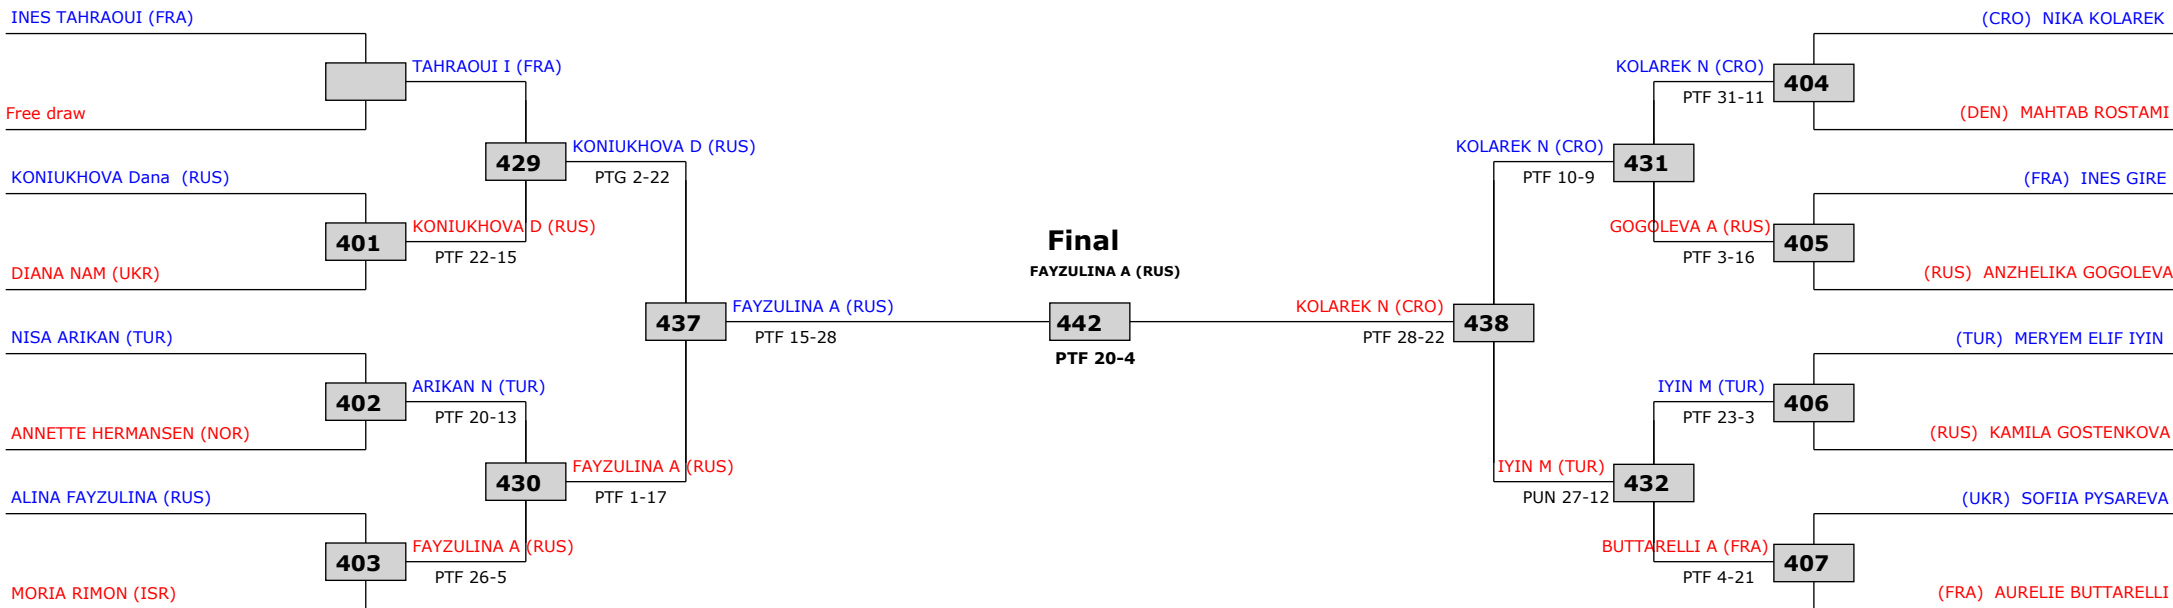 INES TAHRAOUI (FRA)
Free draw
TAHRAOUI I (FRA)
KONIUKHOVA Dana (RUS)
401
DIANA NAM (UKR)
KONIUKHOVA D (RUS)
PTF 22-15
429
KONIUKHOVA D (RUS)
PTG 2-22
NISA ARIKAN (TUR)
402
ANNETTE HERMANSEN (NOR)
ARIKAN N (TUR)
PTF 20-13
ALINA FAYZULINA (RUS)
403
MORIA RIMON (ISR)
FAYZULINA A (RUS)
PTF 26-5
430
FAYZULINA A (RUS)
PTF 1-17
437
FAYZULINA A (RUS)
PTF 15-28
Final
FAYZULINA A (RUS)
442
PTF 20-4
KOLAREK N (CRO)
PTF 28-22
438
KOLAREK N (CRO)
PTF 10-9
431
KOLAREK N (CRO)
PTF 31-11
404
(CRO) NIKA KOLAREK
(DEN) MAHTAB ROSTAMI
GOGOLEVA A (RUS)
PTF 3-16
405
(FRA) INES GIRE
(RUS) ANZHELIKA GOGOLEVA
IYIN M (TUR)
PUN 27-12
432
IYIN M (TUR)
PTF 23-3
406
(TUR) MERYEM ELIF IYIN
(RUS) KAMILA GOSTENKOVA
BUTTARELLI A (FRA)
PTF 4-21
407
(UKR) SOFIIA PYSAREVA
(FRA) AURELIE BUTTARELLI